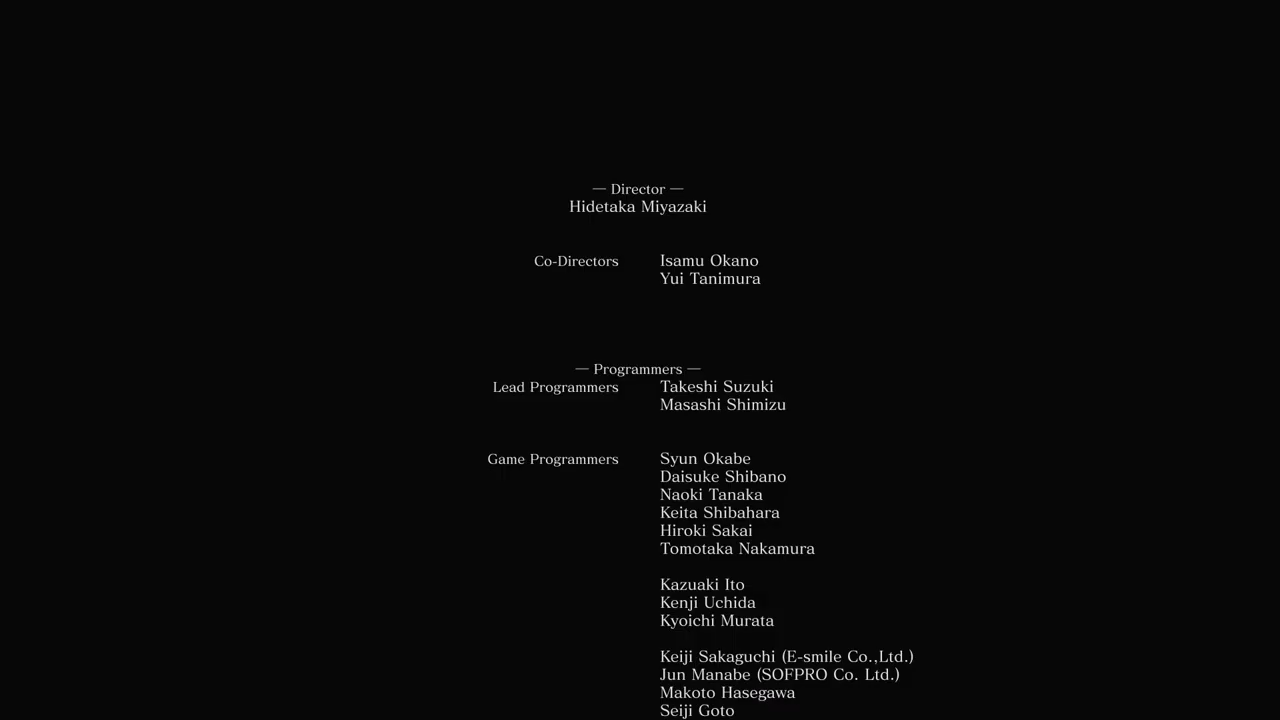 — Director —
Hidetaka Miyazaki
Co-Directors Isamu Okano
Yui Tanimura
— Programmers —
Lead Programmers Takeshi Suzuki
Masashi Shimizu
Game Programmers Syun Okabe
Daisuke Shibano
Naoki Tanaka
Keita Shibahara
Hiroki Sakai
Tomotaka Nakamura
Kazuaki Ito
Kenji Uchida
Kyoichi Murata
Keiji Sakaguchi (E-smile Co.,Ltd.)
Jun Manabe (SOFPRO Co. Ltd.)
Makoto Hasegawa
Seiji Goto